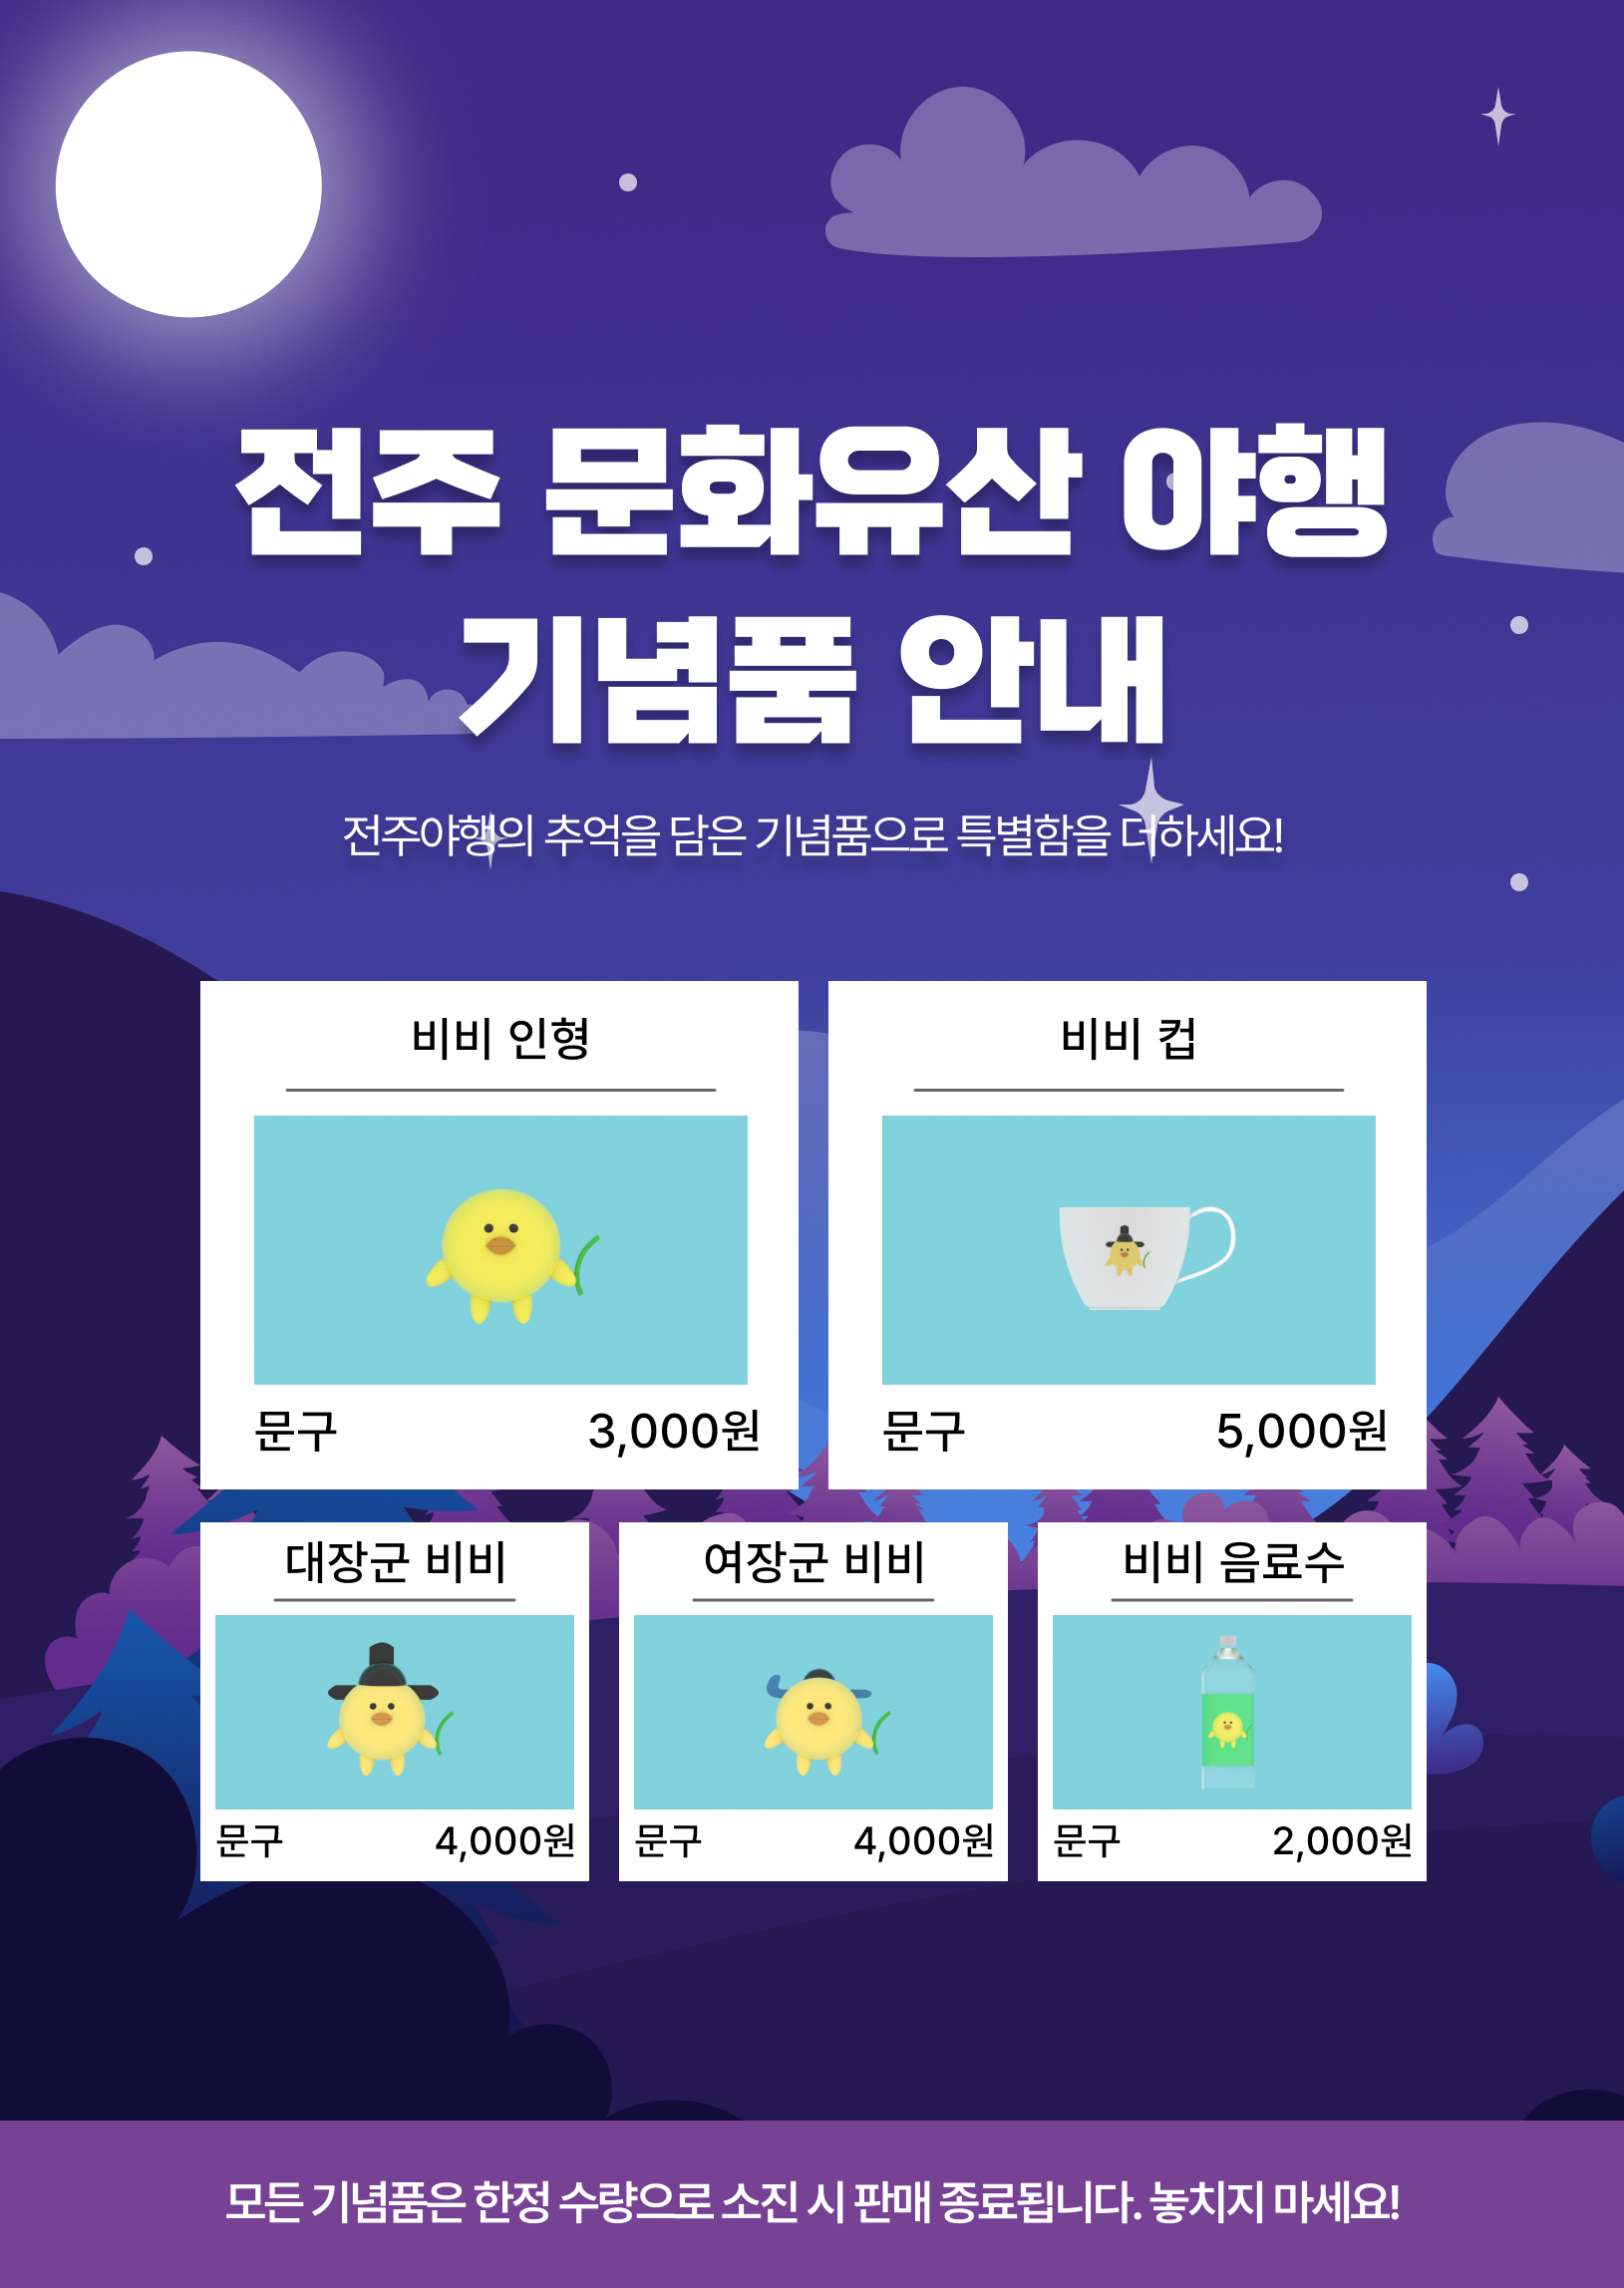 전주 문화유산 야행
기념품 안내
전주야행의 추억을 담은 기념품으로 특별함을 더하세요!
비비 인형
문구 3,000원
비비 컵
문구 5,000원
대장군 비비
문구 4,000원
여장군 비비
문구 4,000원
비비 음료수
문구 2,000원
모든 기념품은 한정 수량으로 소진 시 판매 종료됩니다. 놓치지 마세요!